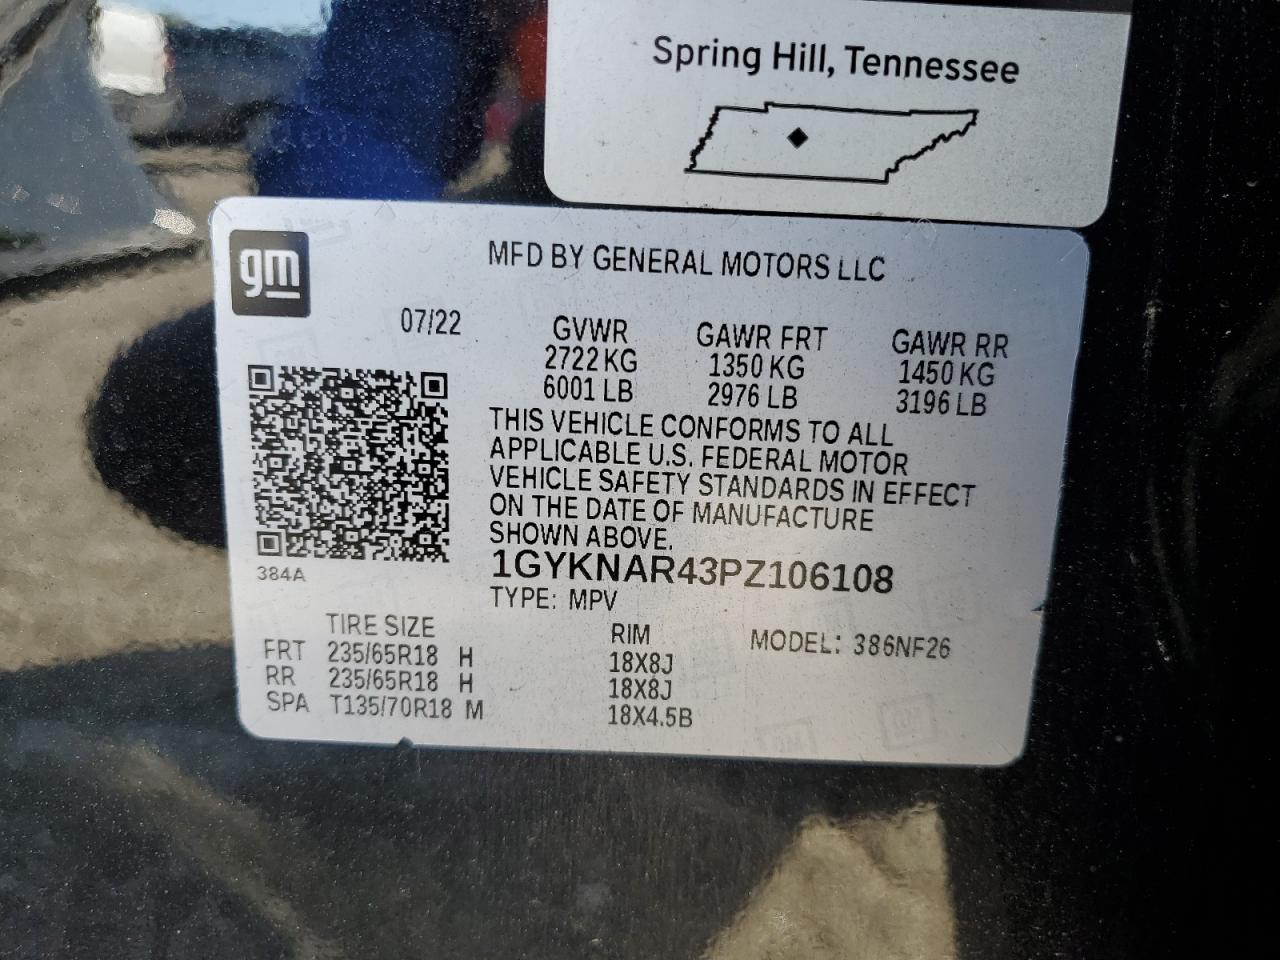 Spring Hill, Tennessee
gm
MFD BY GENERAL MOTORS LLC
07/22 GVWR GAWR FRT GAWR RR
2722 KG 1350 KG 1450 KG
6001 LB 2976 LB 3196 LB
THIS VEHICLE CONFORMS TO ALL
APPLICABLE U.S. FEDERAL MOTOR
VEHICLE SAFETY STANDARDS IN EFFECT
ON THE DATE OF MANUFACTURE
SHOWN ABOVE.
1GYKNAR43PZ106108
384A
TYPE: MPV
TIRE SIZE RIM MODEL: 386NF26
FRT 235/65R18 H 18X8J
RR 235/65R18 H 18X8J
SPA T135/70R18 M 18X4.5B